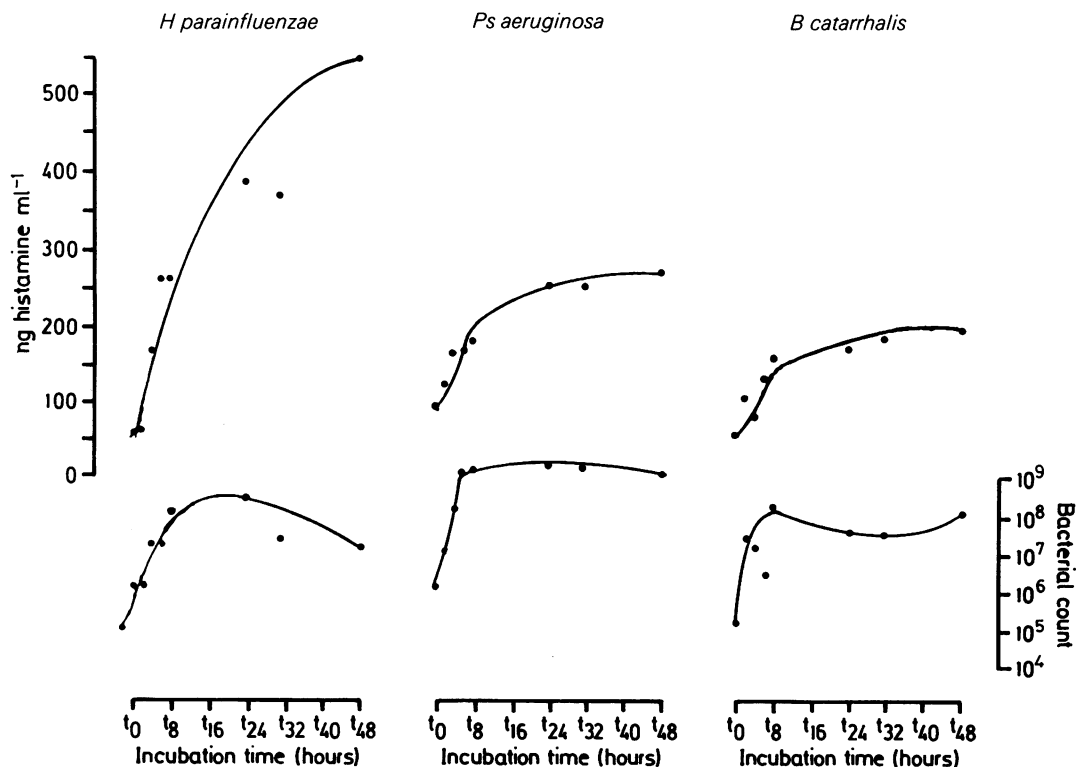 H parainfluenzae
Ps aeruginosa
B catarrhalis
ng histamine ml⁻¹
500
400
300
200
100
0
10⁹
10⁸
10⁷
10⁶
10⁵
10⁴
Bacterial count
t₀ t₈ t₁₆ t₂₄ t₃₂ t₄₀ t₄₈
Incubation time (hours)
t₀ t₈ t₁₆ t₂₄ t₃₂ t₄₀ t₄₈
Incubation time (hours)
t₀ t₈ t₁₆ t₂₄ t₃₂ t₄₀ t₄₈
Incubation time (hours)